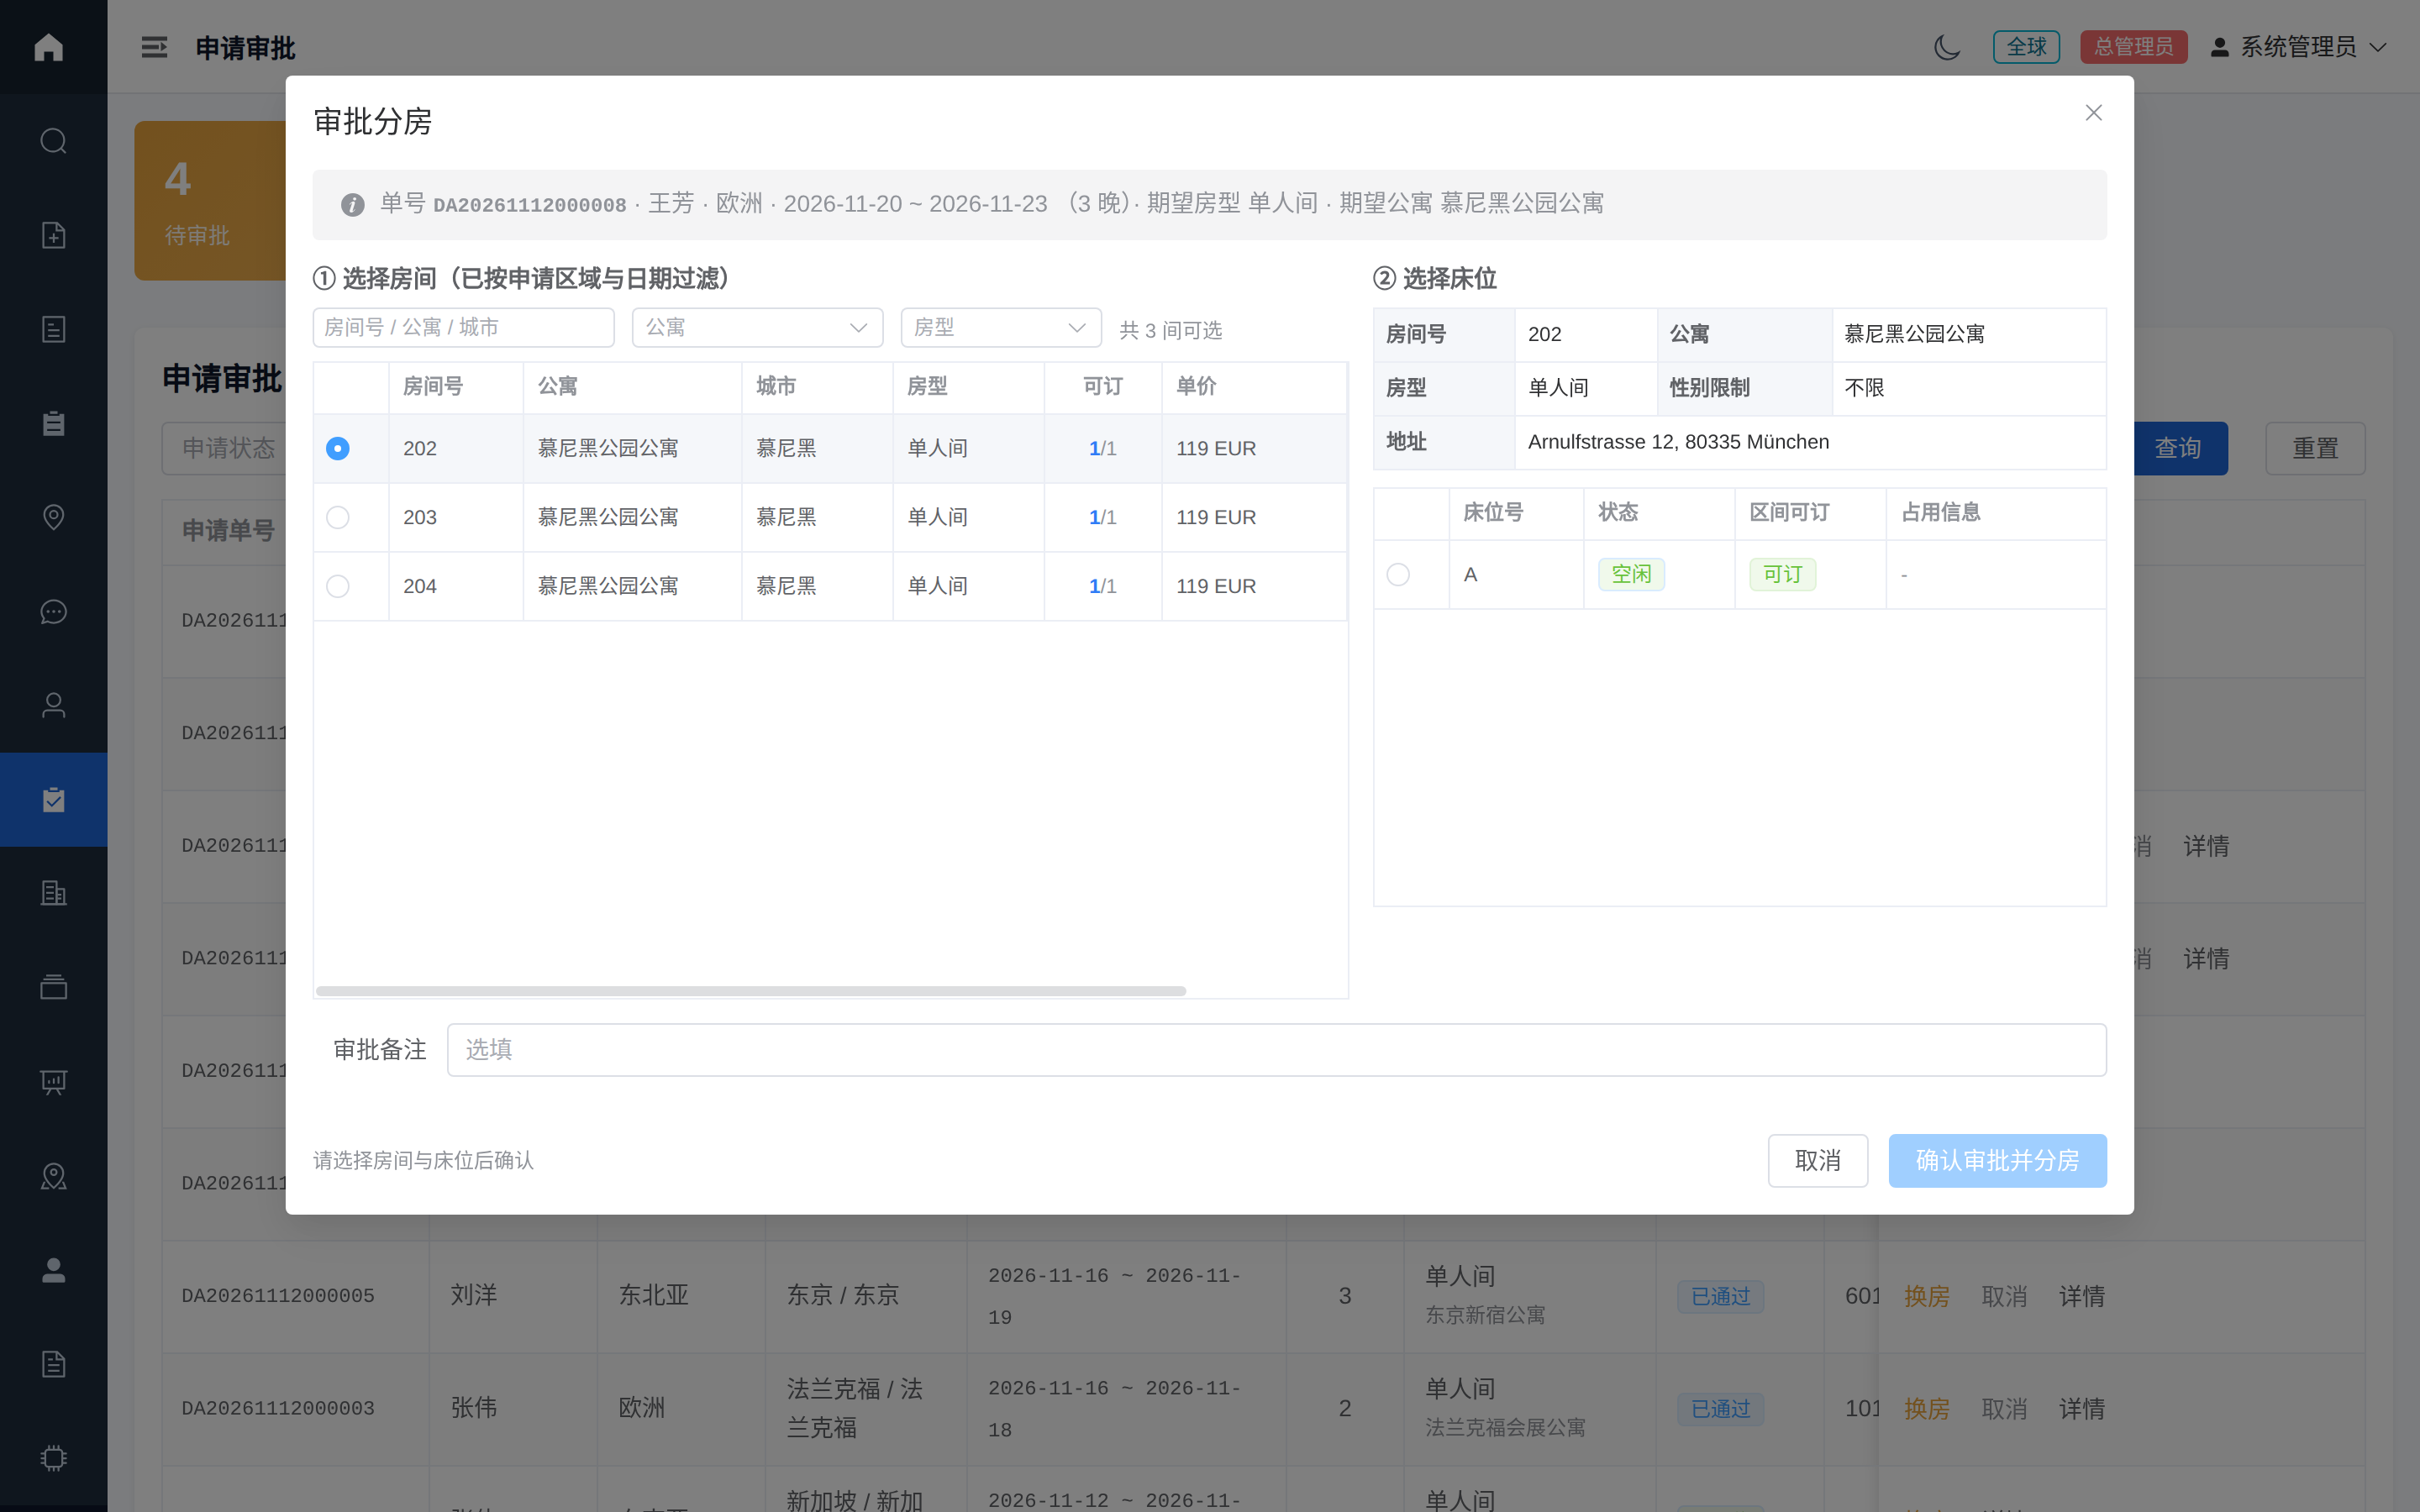 申请审批
全球
总管理员
系统管理员
4
待审批
申请审批
申请状态
查询
重置
申请单号
审批分房
单号 DA20261112000008 · 王芳 · 欧洲 · 2026-11-20 ~ 2026-11-23 （3 晚）· 期望房型 单人间 · 期望公寓 慕尼黑公园公寓
① 选择房间（已按申请区域与日期过滤）
房间号 / 公寓 / 城市
公寓
房型
共 3 间可选
房间号 公寓 城市 房型 可订 单价
202 慕尼黑公园公寓 慕尼黑 单人间 1/1 119 EUR
203 慕尼黑公园公寓 慕尼黑 单人间 1/1 119 EUR
204 慕尼黑公园公寓 慕尼黑 单人间 1/1 119 EUR
② 选择床位
房间号 202 公寓 慕尼黑公园公寓
房型 单人间 性别限制 不限
地址 Arnulfstrasse 12, 80335 München
床位号 状态 区间可订 占用信息
A 空闲 可订 -
审批备注 选填
请选择房间与床位后确认
取消
确认审批并分房
DA2026111
DA2026111
DA2026111
消 详情
DA2026111
消 详情
DA2026111
DA2026111
DA20261112000005 刘洋 东北亚 东京 / 东京 2026-11-16 ~ 2026-11-
19
3 单人间
东京新宿公寓
已通过 601 换房 取消 详情
DA20261112000003 张伟 欧洲 法兰克福 / 法
兰克福
2026-11-16 ~ 2026-11-
18
2 单人间
法兰克福会展公寓
已通过 101 换房 取消 详情
新加坡 / 新加
2026-11-12 ~ 2026-11-
单人间